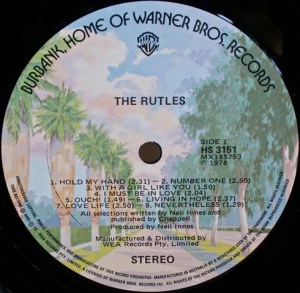 BURBANK, HOME OF WARNER BROS. RECORDS
THE RUTLES
SIDE 1
HS 3151
MX185753
℗ 1978
1. HOLD MY HAND (2.31) — 2. NUMBER ONE (2.50)
3. WITH A GIRL LIKE YOU (1.50)
4. I MUST BE IN LOVE (2.04)
5. OUCH! (1.49) — 6. LIVING IN HOPE (2.37)
7. LOVE LIFE (2.50) — 8. NEVERTHELESS (1.29)
All selections written by Neil Innes and
published by Chappell
Produced by Neil Innes
Manufactured & Distributed by
WEA Records Pty. Limited
STEREO